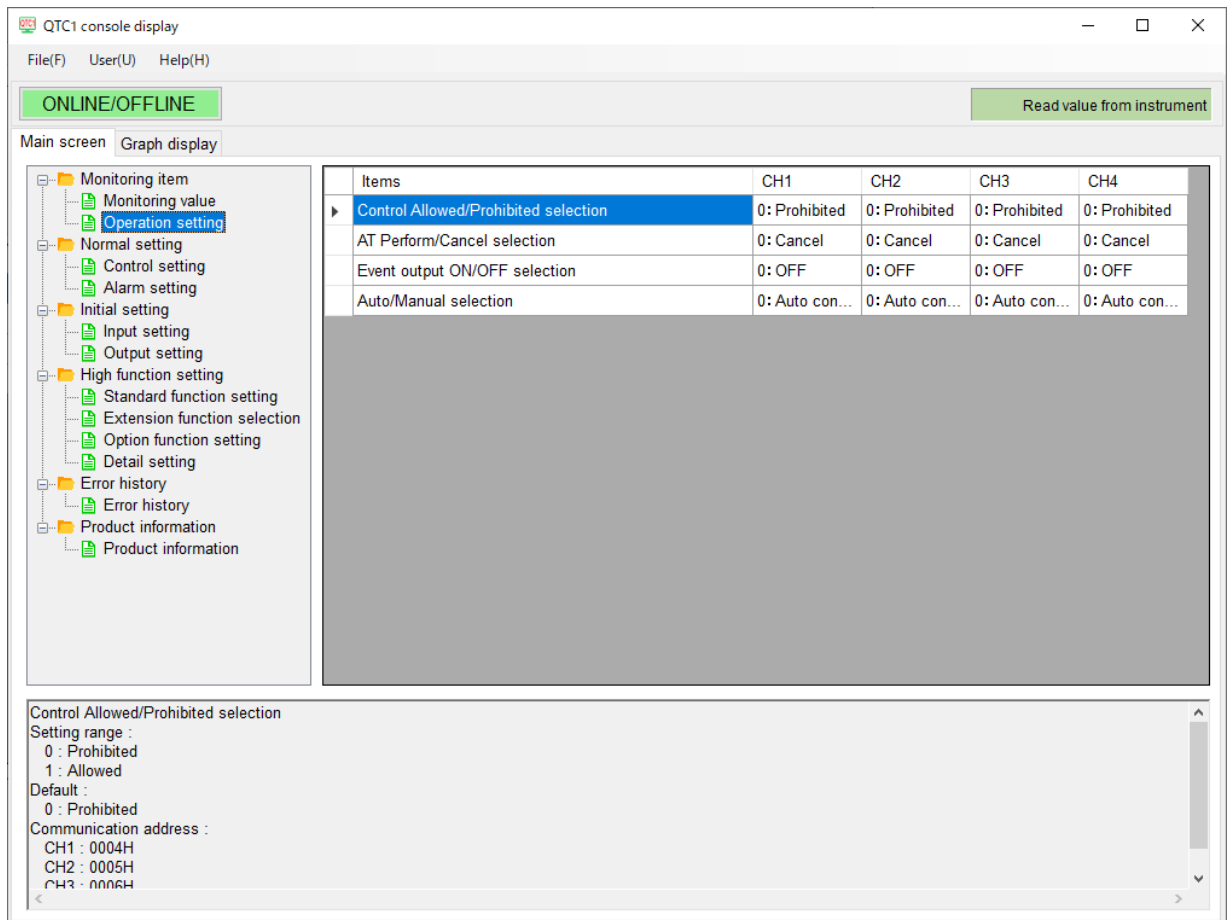 QTC1 console display
File(F) User(U) Help(H)
ONLINE/OFFLINE
Read value from instrument
Main screen Graph display
Monitoring item
Monitoring value
Operation setting
Normal setting
Control setting
Alarm setting
Initial setting
Input setting
Output setting
High function setting
Standard function setting
Extension function selection
Option function setting
Detail setting
Error history
Error history
Product information
Product information
Items CH1 CH2 CH3 CH4
Control Allowed/Prohibited selection 0: Prohibited 0: Prohibited 0: Prohibited 0: Prohibited
AT Perform/Cancel selection 0: Cancel 0: Cancel 0: Cancel 0: Cancel
Event output ON/OFF selection 0: OFF 0: OFF 0: OFF 0: OFF
Auto/Manual selection 0: Auto con... 0: Auto con... 0: Auto con... 0: Auto con...
Control Allowed/Prohibited selection
Setting range :
0 : Prohibited
1 : Allowed
Default :
0 : Prohibited
Communication address :
CH1 : 0004H
CH2 : 0005H
CH3 : 0006H